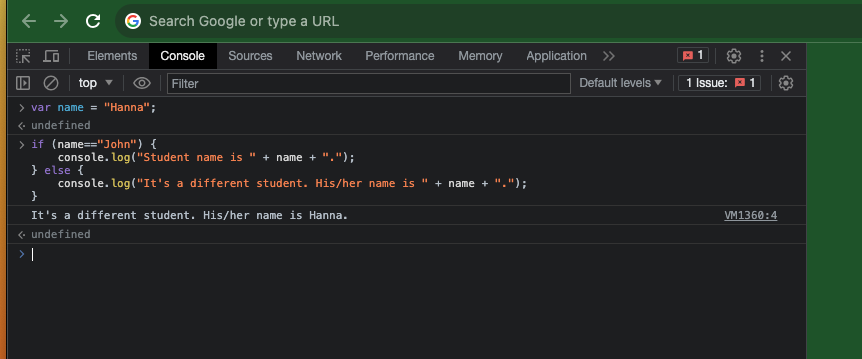 Search Google or type a URL
Elements Console Sources Network Performance Memory Application 1
top Filter Default levels 1 Issue: 1
var name = "Hanna";
undefined
if (name=="John") {
    console.log("Student name is " + name + ".");
} else {
    console.log("It's a different student. His/her name is " + name + ".");
}
It's a different student. His/her name is Hanna. VM1360:4
undefined